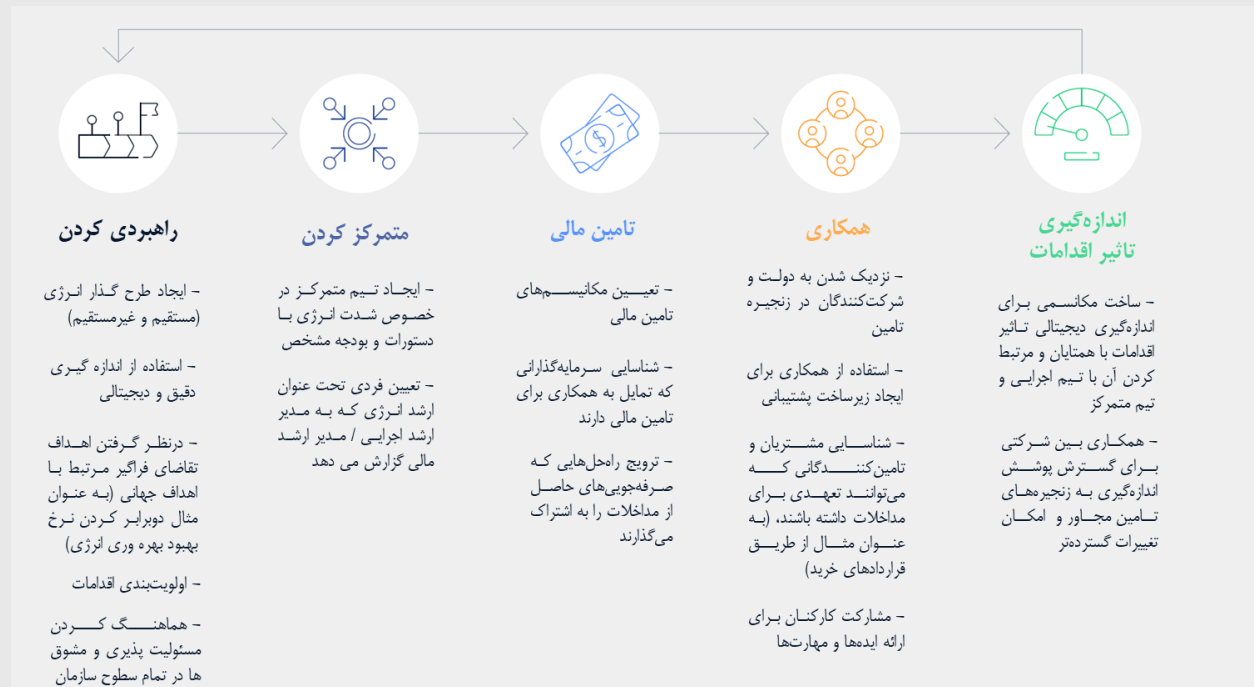 راهبردی کردن
- ایجاد طرح گذار انرژی
(مستقیم و غیرمستقیم)
- استفاده از اندازه گیری
دقیق و دیجیتالی
- درنظر گرفتن اهداف
تقاضای فراگیر مرتبط با
اهداف جهانی (به عنوان
مثال دوبرابر کردن نرخ
بهبود بهره وری انرژی)
- اولویت‌بندی اقدامات
- هماهنگ کردن
مسئولیت پذیری و مشوق
ها در تمام سطوح سازمان
متمرکز کردن
- ایجاد تیم متمرکز در
خصوص شدت انرژی با
دستورات و بودجه مشخص
- تعیین فردی تحت عنوان
ارشد انرژی که به مدیر
ارشد اجرایی / مدیر ارشد
مالی گزارش می دهد
تامین مالی
- تعیین مکانیسم‌های
تامین مالی
- شناسایی سرمایه‌گذارانی
که تمایل به همکاری برای
تامین مالی دارند
- ترویج راه‌حل‌هایی که
صرفه‌جویی‌های حاصل
از مداخلات را به اشتراک
می‌گذارند
همکاری
- نزدیک شدن به دولت و
شرکت‌کنندگان در زنجیره
تامین
- استفاده از همکاری برای
ایجاد زیرساخت پشتیبانی
- شناسایی مشتریان و
تامین‌کنندگانی که
می‌توانند تعهدی برای
مداخلات داشته باشند، (به
عنوان مثال از طریق
قراردادهای خرید)
- مشارکت کارکنان برای
ارائه ایده‌ها و مهارت‌ها
اندازه‌گیری
تاثیر اقدامات
- ساخت مکانسمی برای
اندازه‌گیری دیجیتالی تاثیر
اقدامات با همتایان و مرتبط
کردن آن با تیم اجرایی و
تیم متمرکز
- همکاری بین شرکتی
برای گسترش پوشش
اندازه‌گیری به زنجیره‌های
تامین مجاور و امکان
تغییرات گسترده‌تر